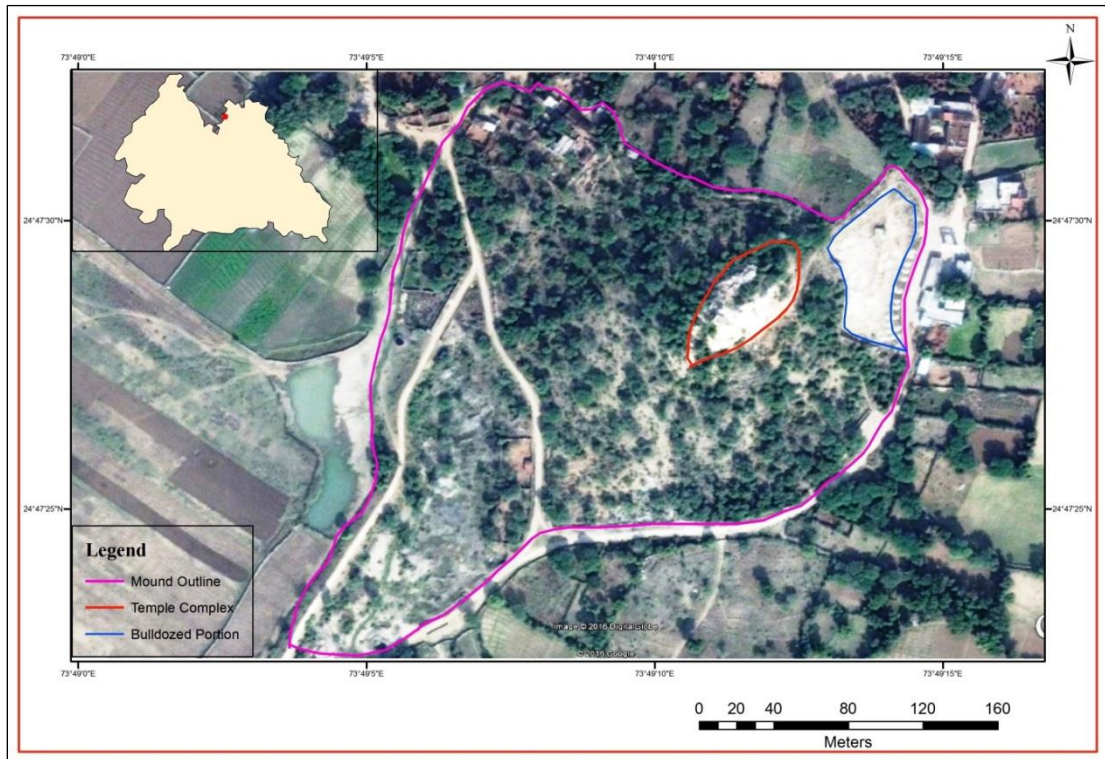 N
73°49'0"E 73°49'5"E 73°49'10"E 73°49'15"E
24°47'30"N 24°47'30"N
24°47'25"N 24°47'25"N
Legend
Mound Outline
Temple Complex
Bulldozed Portion
Image © 2016 DigitalGlobe
© 2016 Google
73°49'0"E 73°49'5"E 73°49'10"E 73°49'15"E
0 20 40 80 120 160
Meters